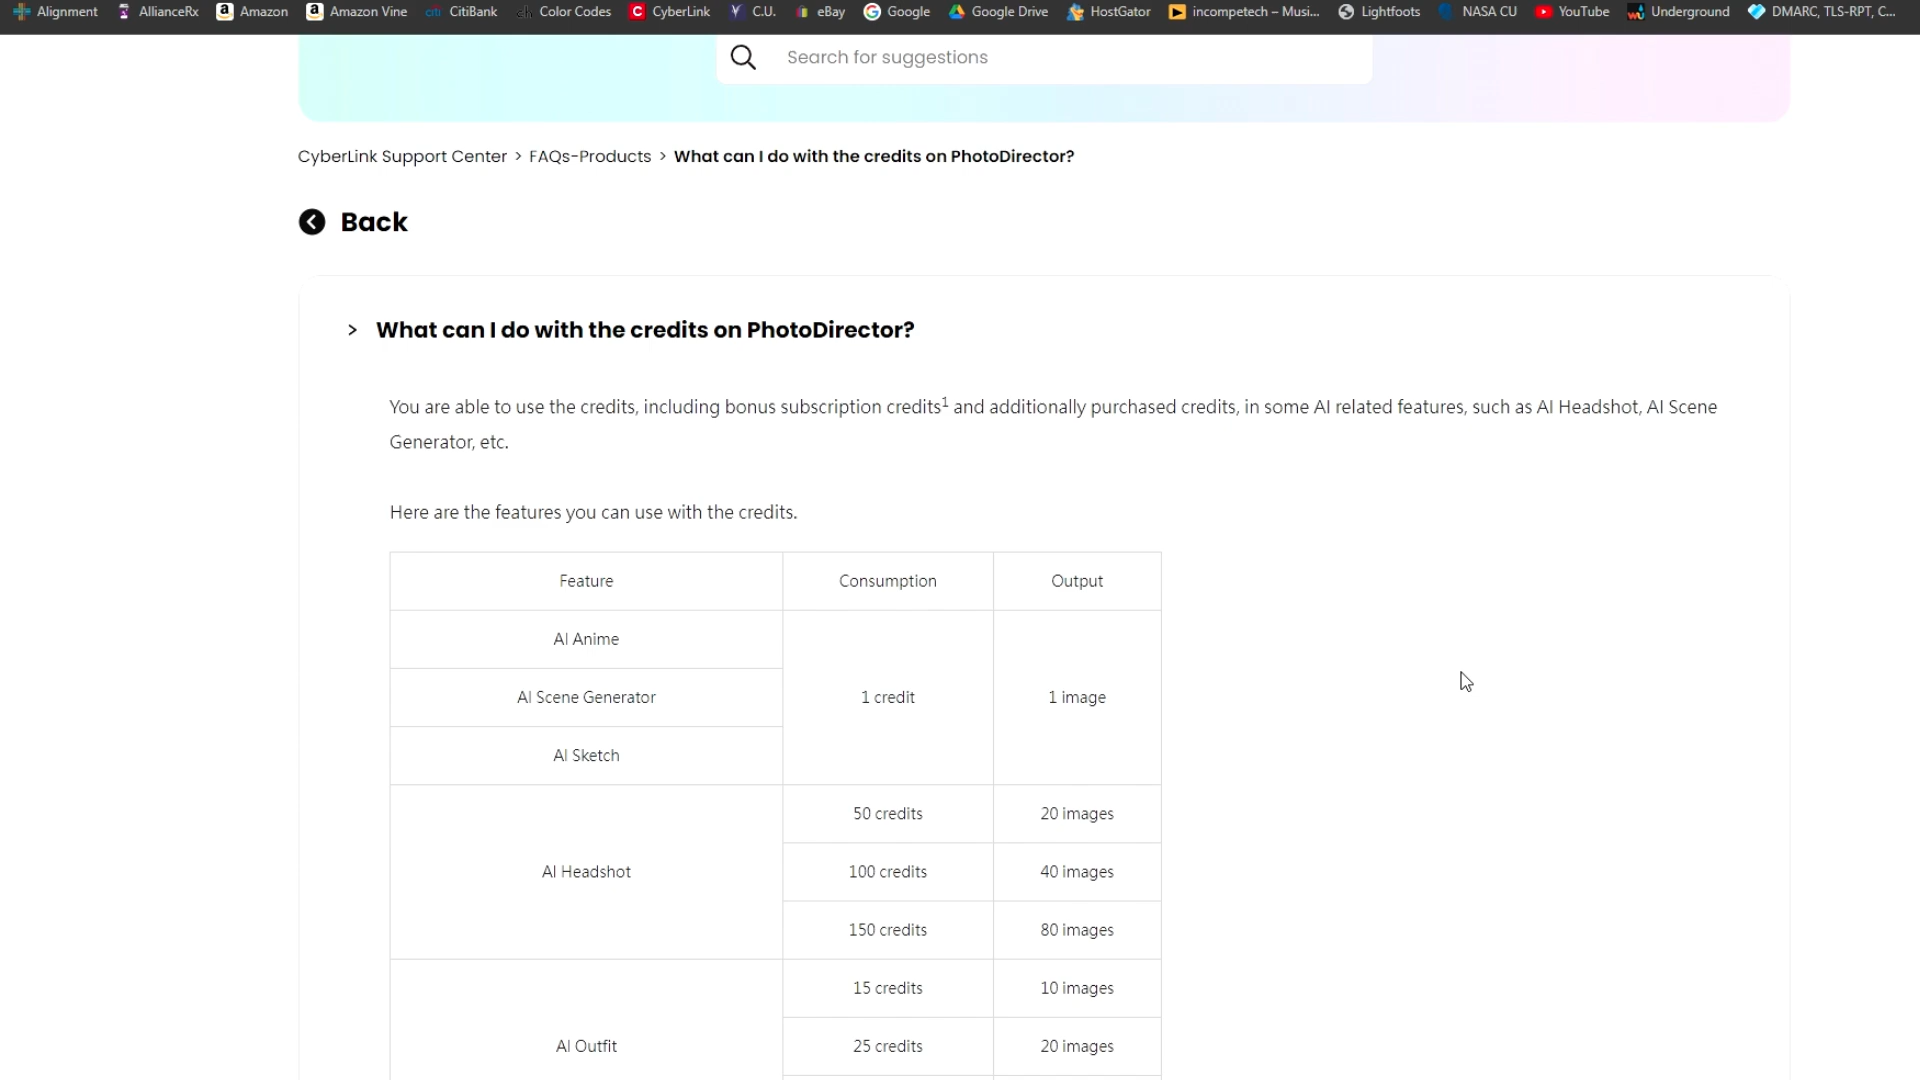 Alignment AllianceRx Amazon Amazon Vine CitiBank Color Codes CyberLink C.U. eBay Google Google Drive HostGator incompetech – Musi... Lightfoots NASA CU YouTube Underground DMARC, TLS-RPT, C...
Search for suggestions
CyberLink Support Center > FAQs-Products > What can I do with the credits on PhotoDirector?
Back
> What can I do with the credits on PhotoDirector?
You are able to use the credits, including bonus subscription credits¹ and additionally purchased credits, in some AI related features, such as AI Headshot, AI Scene
Generator, etc.
Here are the features you can use with the credits.
Feature Consumption Output
AI Anime
AI Scene Generator 1 credit 1 image
AI Sketch
50 credits 20 images
AI Headshot 100 credits 40 images
150 credits 80 images
15 credits 10 images
AI Outfit 25 credits 20 images